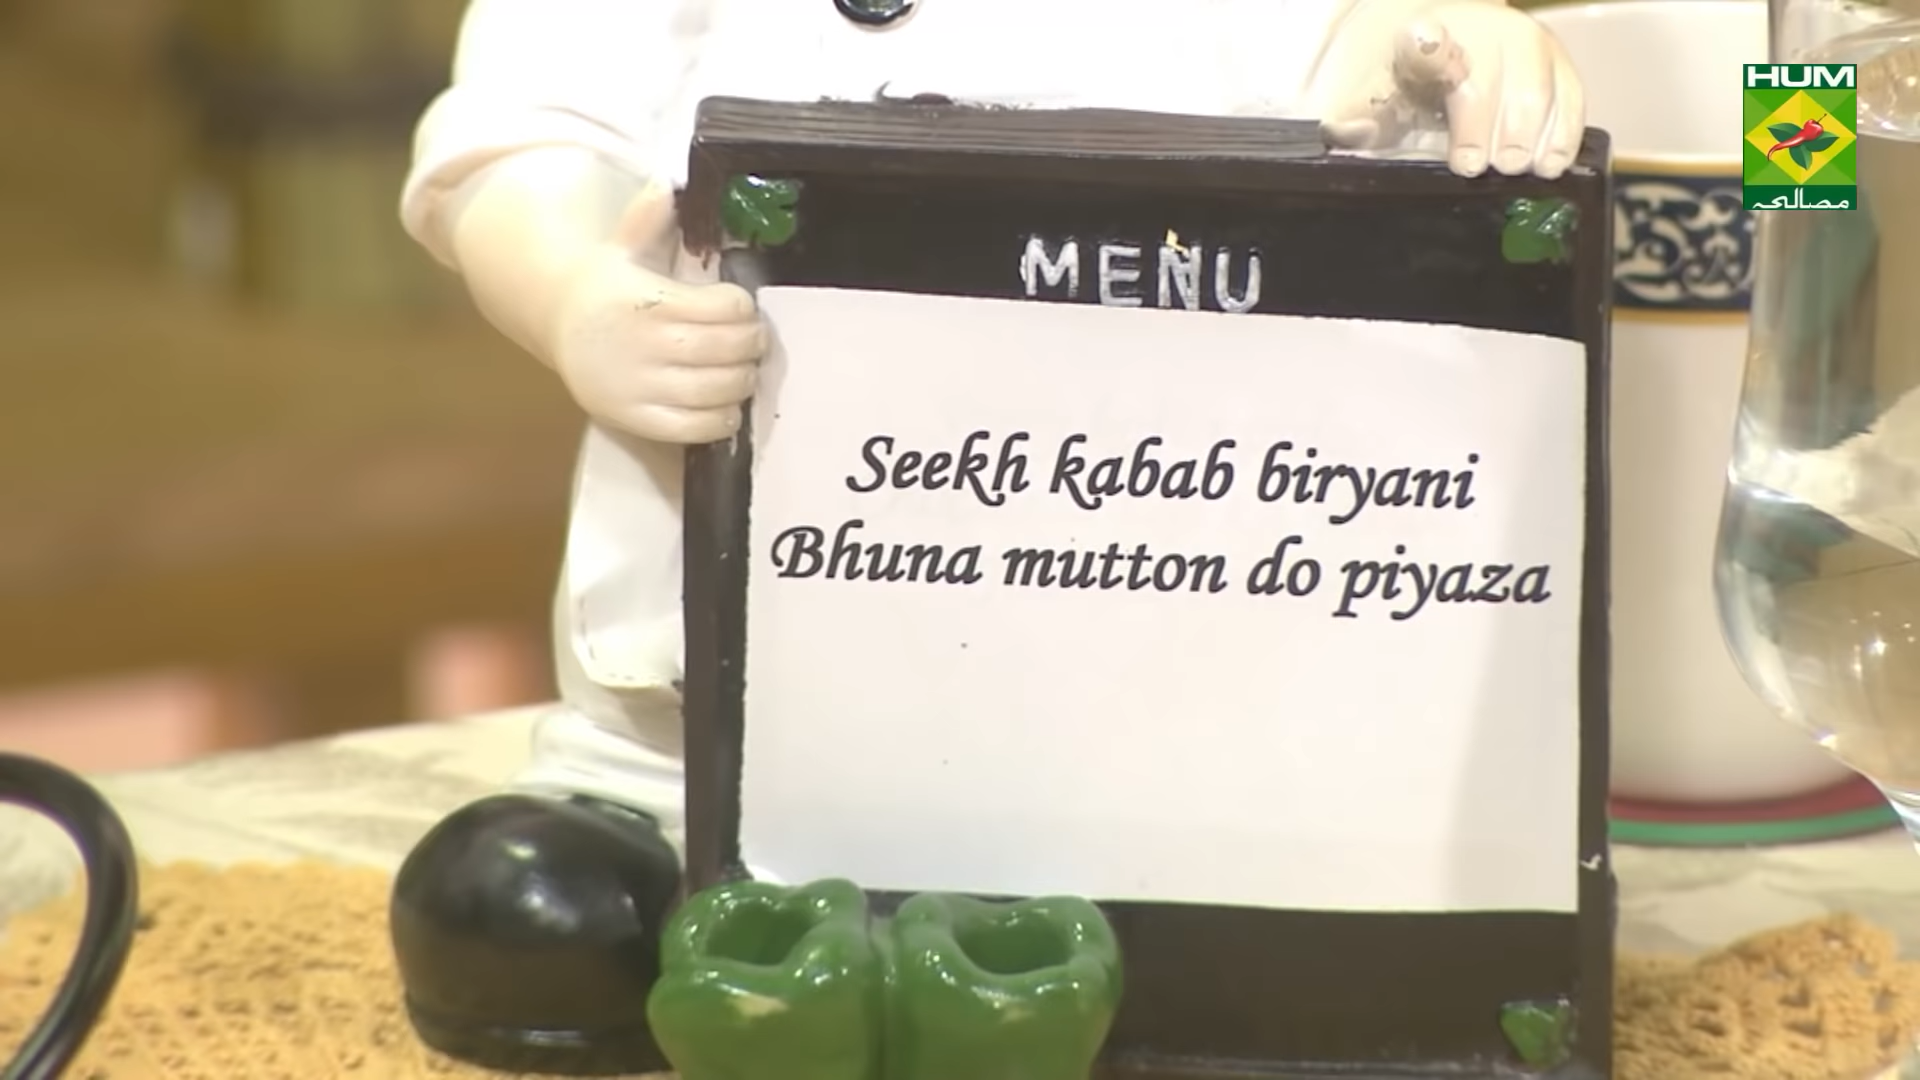 HUM
مصالحہ
MENU
Seekh kabab biryani
Bhuna mutton do piyaza